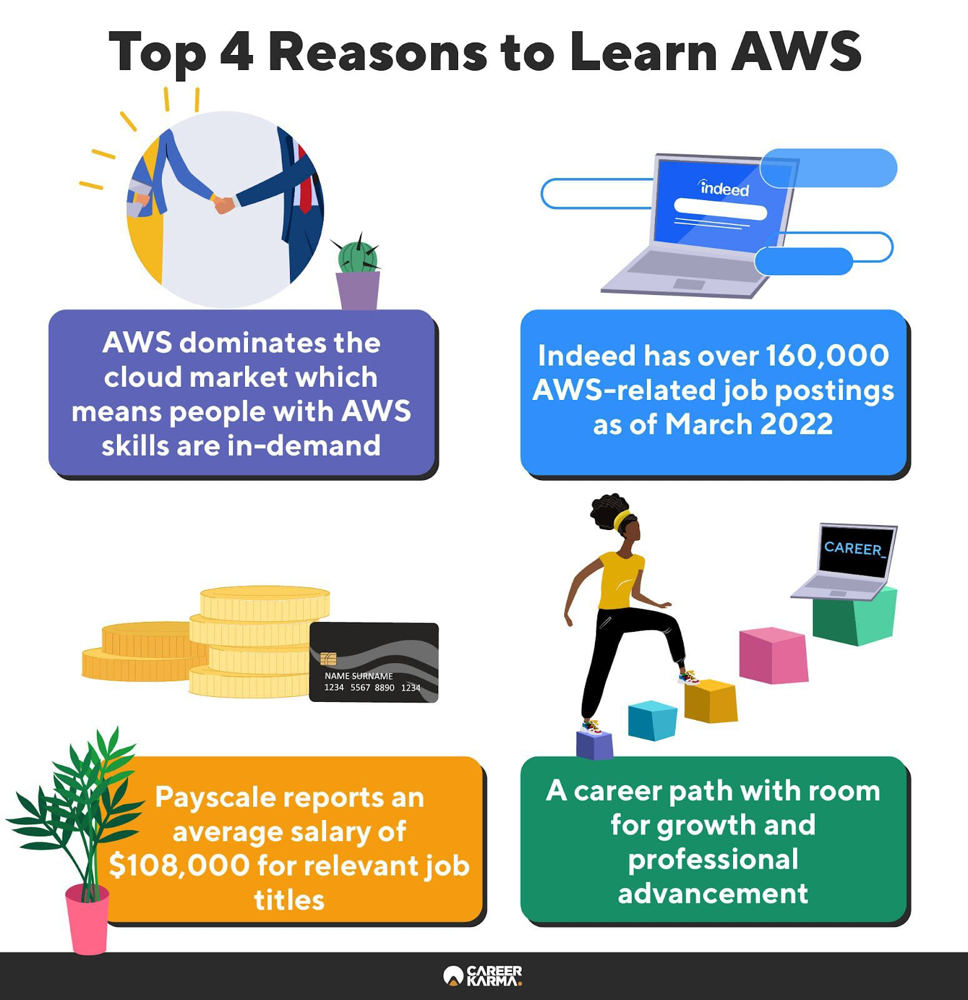 Top 4 Reasons to Learn AWS
indeed
AWS dominates the
cloud market which
means people with AWS
skills are in-demand
Indeed has over 160,000
AWS-related job postings
as of March 2022
NAME SURNAME
1234 5567 8890 1234
CAREER_
Payscale reports an
average salary of
$108,000 for relevant job
titles
A career path with room
for growth and
professional
advancement
CAREER
KARMA.